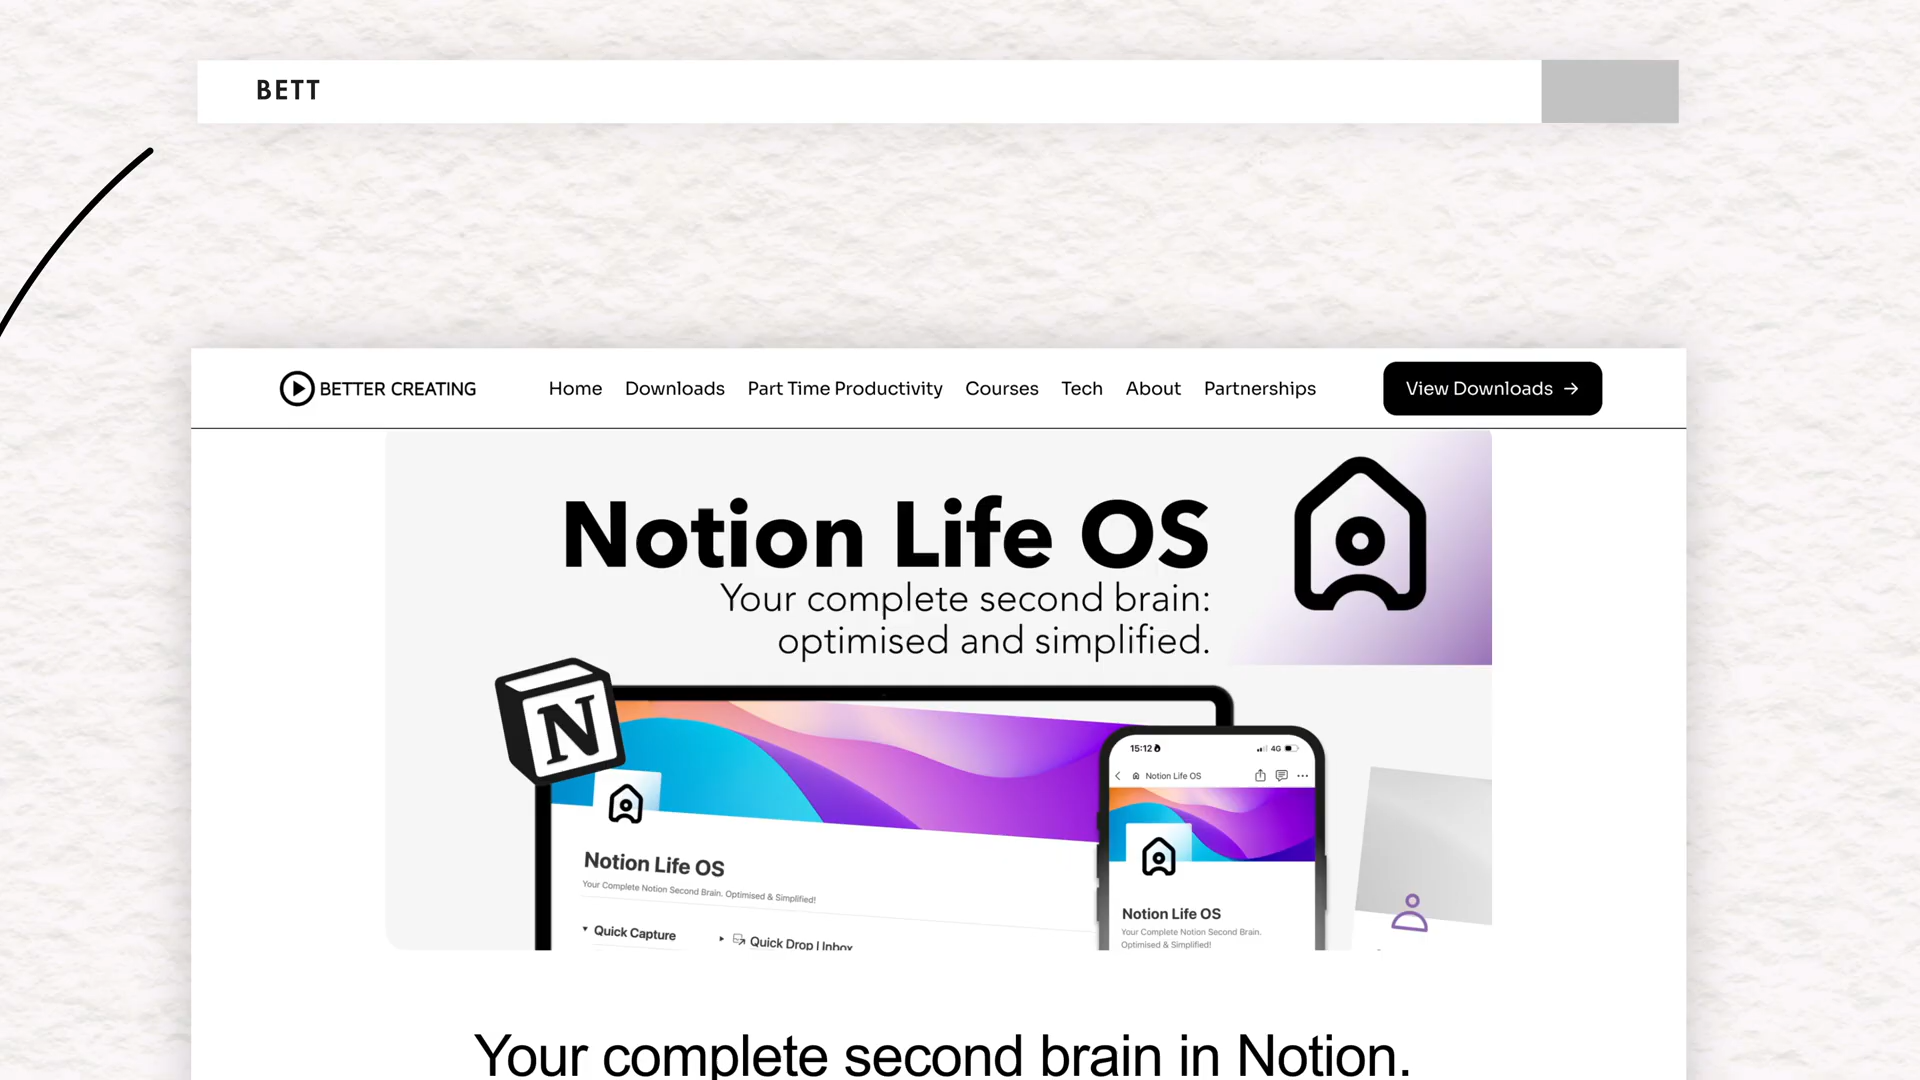 BETT
BETTER CREATING Home Downloads Part Time Productivity Courses Tech About Partnerships View Downloads →
Notion Life OS
Your complete second brain:
optimised and simplified.
N
15:12 4G
Notion Life OS
Notion Life OS
Your Complete Notion Second Brain. Optimised & Simplified!
Quick Capture Quick Drop | Inbox
Notion Life OS
Your Complete Notion Second Brain.
Optimised & Simplified!
Your complete second brain in Notion.